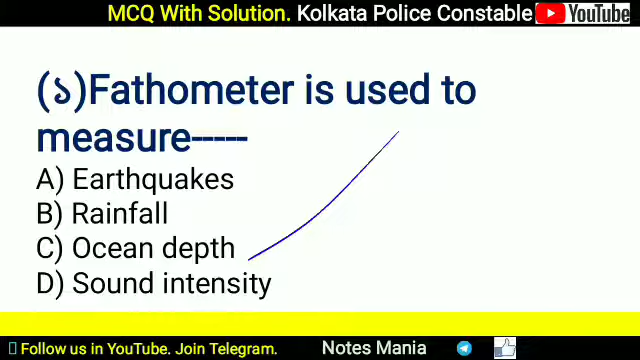 MCQ With Solution. Kolkata Police Constable YouTube
(১)Fathometer is used to
measure-----
A) Earthquakes
B) Rainfall
C) Ocean depth
D) Sound intensity
Follow us in YouTube. Join Telegram. Notes Mania